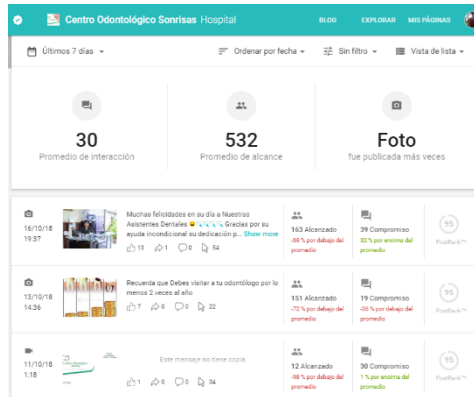 Centro Odontológico Sonrisas Hospital
BLOG EXPLORAR MIS PÁGINAS
Últimos 7 días Ordenar por fecha Sin filtro Vista de lista
30 532 Foto
Promedio de interacción Promedio de alcance fue publicada más veces
16/10/18
19:37
Muchas felicidades en su día a Nuestras
Asistentes Dentales Gracias por su
ayuda incondicional su dedicación p... Show more
13 1 0 54
163 Alcanzado
-69 % por debajo del
promedio
39 Compromiso
32 % por encima del
promedio
95
PostRank™
13/10/18
14:36
Recuerda que Debes visitar a tu odontólogo por lo
menos 2 veces al año
7 0 0 22
151 Alcanzado
-72 % por debajo del
promedio
19 Compromiso
-36 % por debajo del
promedio
95
PostRank™
11/10/18
1:18
Este mensaje no tiene copia
1 0 0 34
12 Alcanzado
-98 % por debajo del
promedio
30 Compromiso
1 % por encima del
promedio
95
PostRank™